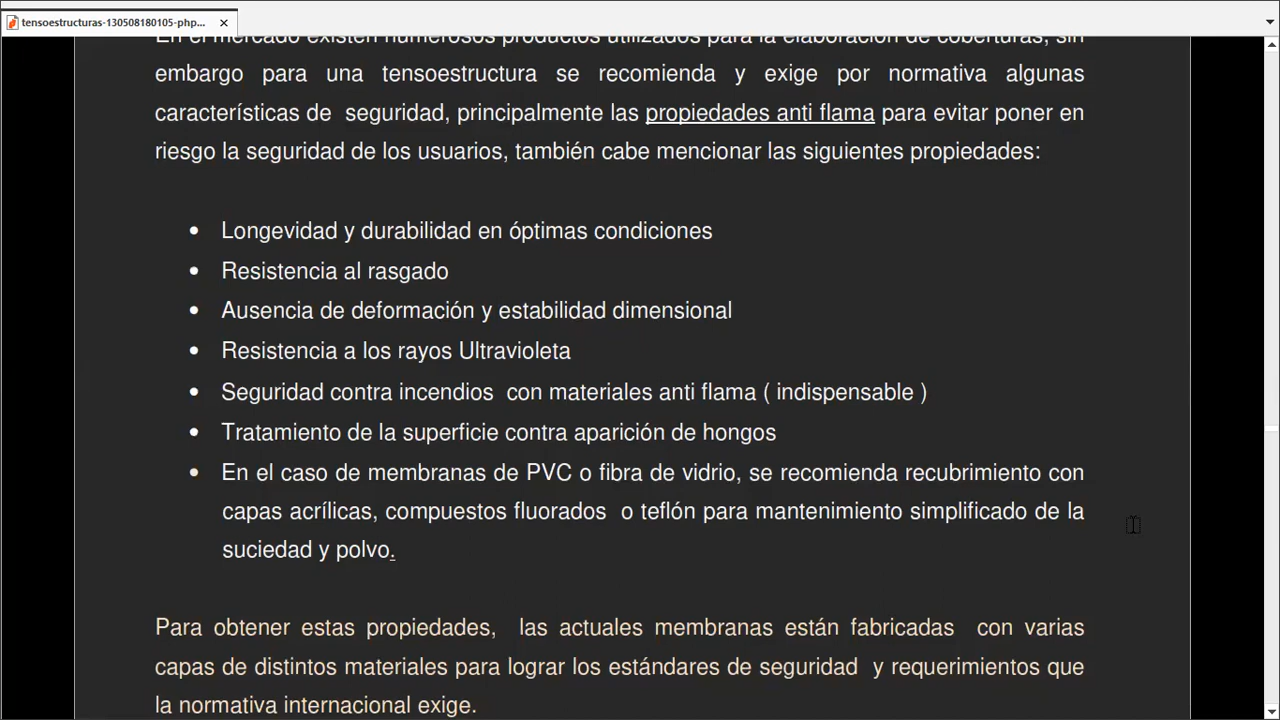 tensoestructuras-130508180105-php...
En el mercado existen numerosos productos utilizados para la elaboración de coberturas, sin
embargo para una tensoestructura se recomienda y exige por normativa algunas
características de seguridad, principalmente las propiedades anti flama para evitar poner en
riesgo la seguridad de los usuarios, también cabe mencionar las siguientes propiedades:
• Longevidad y durabilidad en óptimas condiciones
• Resistencia al rasgado
• Ausencia de deformación y estabilidad dimensional
• Resistencia a los rayos Ultravioleta
• Seguridad contra incendios con materiales anti flama ( indispensable )
• Tratamiento de la superficie contra aparición de hongos
• En el caso de membranas de PVC o fibra de vidrio, se recomienda recubrimiento con
capas acrílicas, compuestos fluorados o teflón para mantenimiento simplificado de la
suciedad y polvo.
Para obtener estas propiedades, las actuales membranas están fabricadas con varias
capas de distintos materiales para lograr los estándares de seguridad y requerimientos que
la normativa internacional exige.